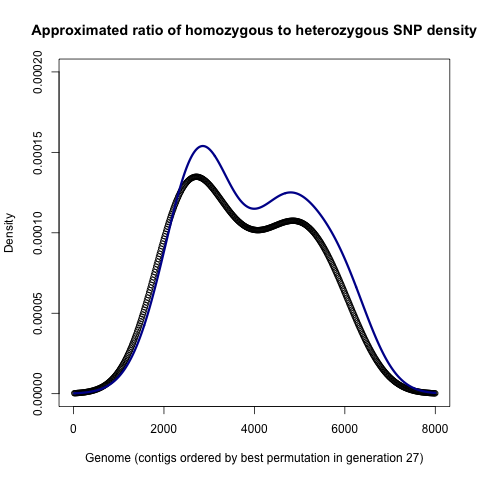 Approximated ratio of homozygous to heterozygous SNP density
0.00020
0.00015
0.00010
0.00005
0.00000
Density
0 2000 4000 6000 8000
Genome (contigs ordered by best permutation in generation 27)